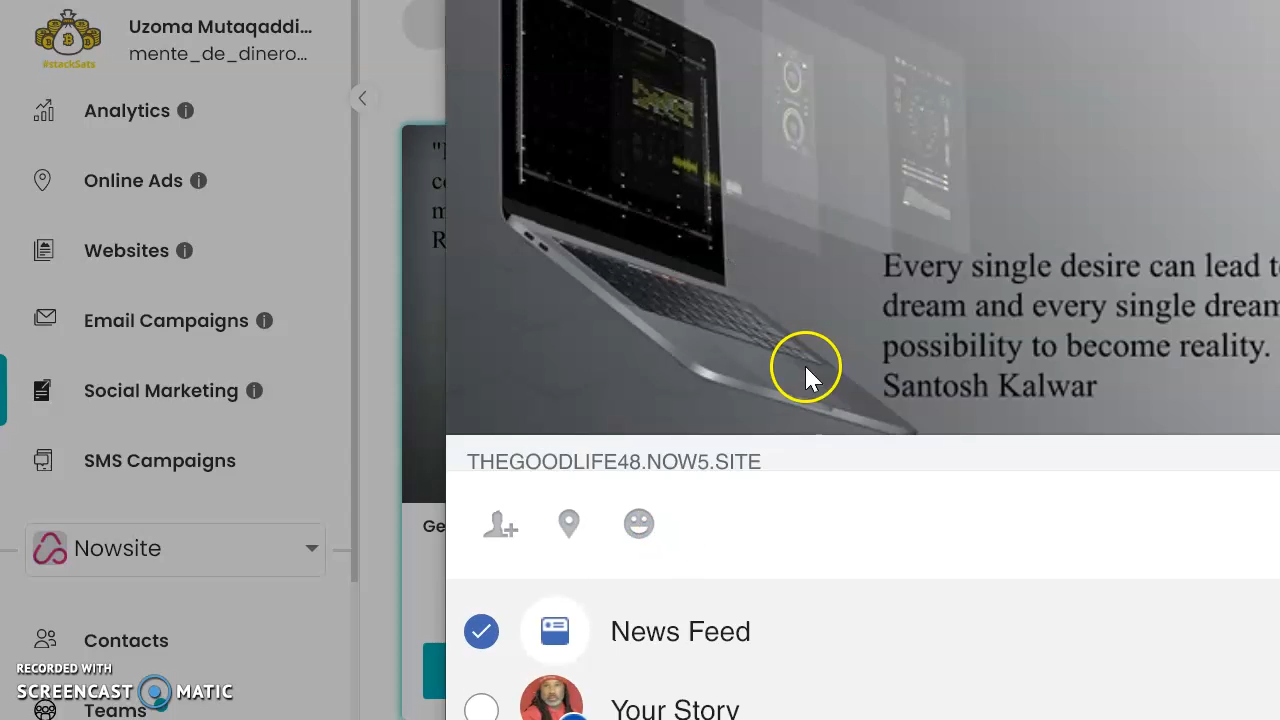 Uzoma Mutaqaddi...
mente_de_dinero...
#stackSats
Analytics
Online Ads
Websites
Email Campaigns
Social Marketing
SMS Campaigns
Nowsite
Contacts
Teams
RECORDED WITH
SCREENCAST MATIC
Ge
Every single desire can lead to
dream and every single dream
possibility to become reality.
Santosh Kalwar
THEGOODLIFE48.NOW5.SITE
News Feed
Your Story